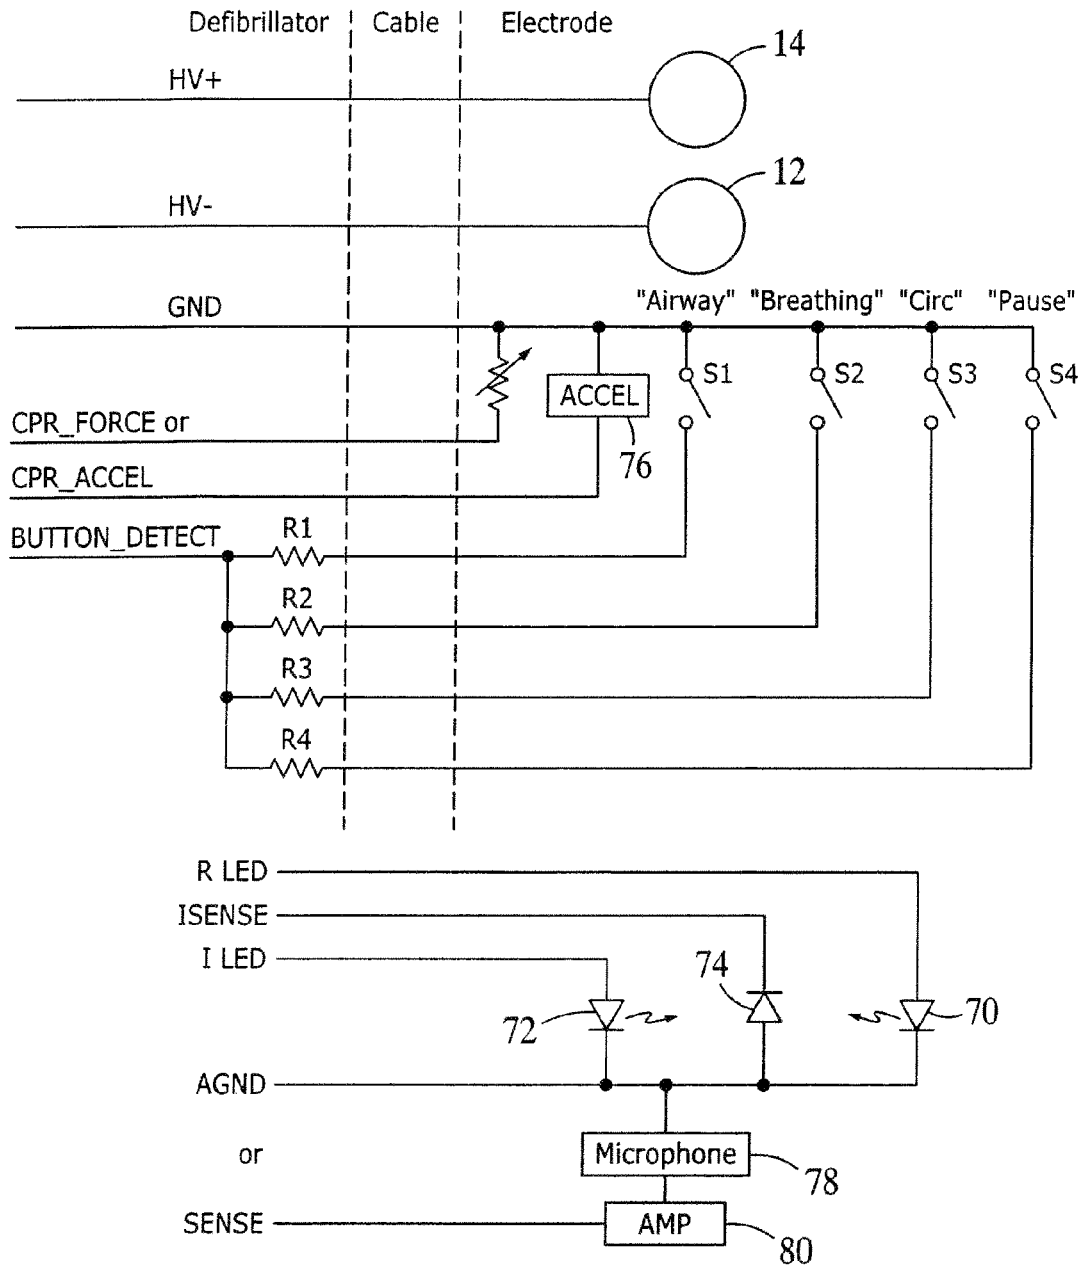 Defibrillator Cable Electrode
14
HV+
12
HV-
GND
"Airway" "Breathing" "Circ" "Pause"
S1 S2 S3 S4
ACCEL
CPR_FORCE or
76
CPR_ACCEL
BUTTON_DETECT
R1
R2
R3
R4
R LED
ISENSE
I LED
74
72
70
AGND
or
Microphone
78
SENSE
AMP
80